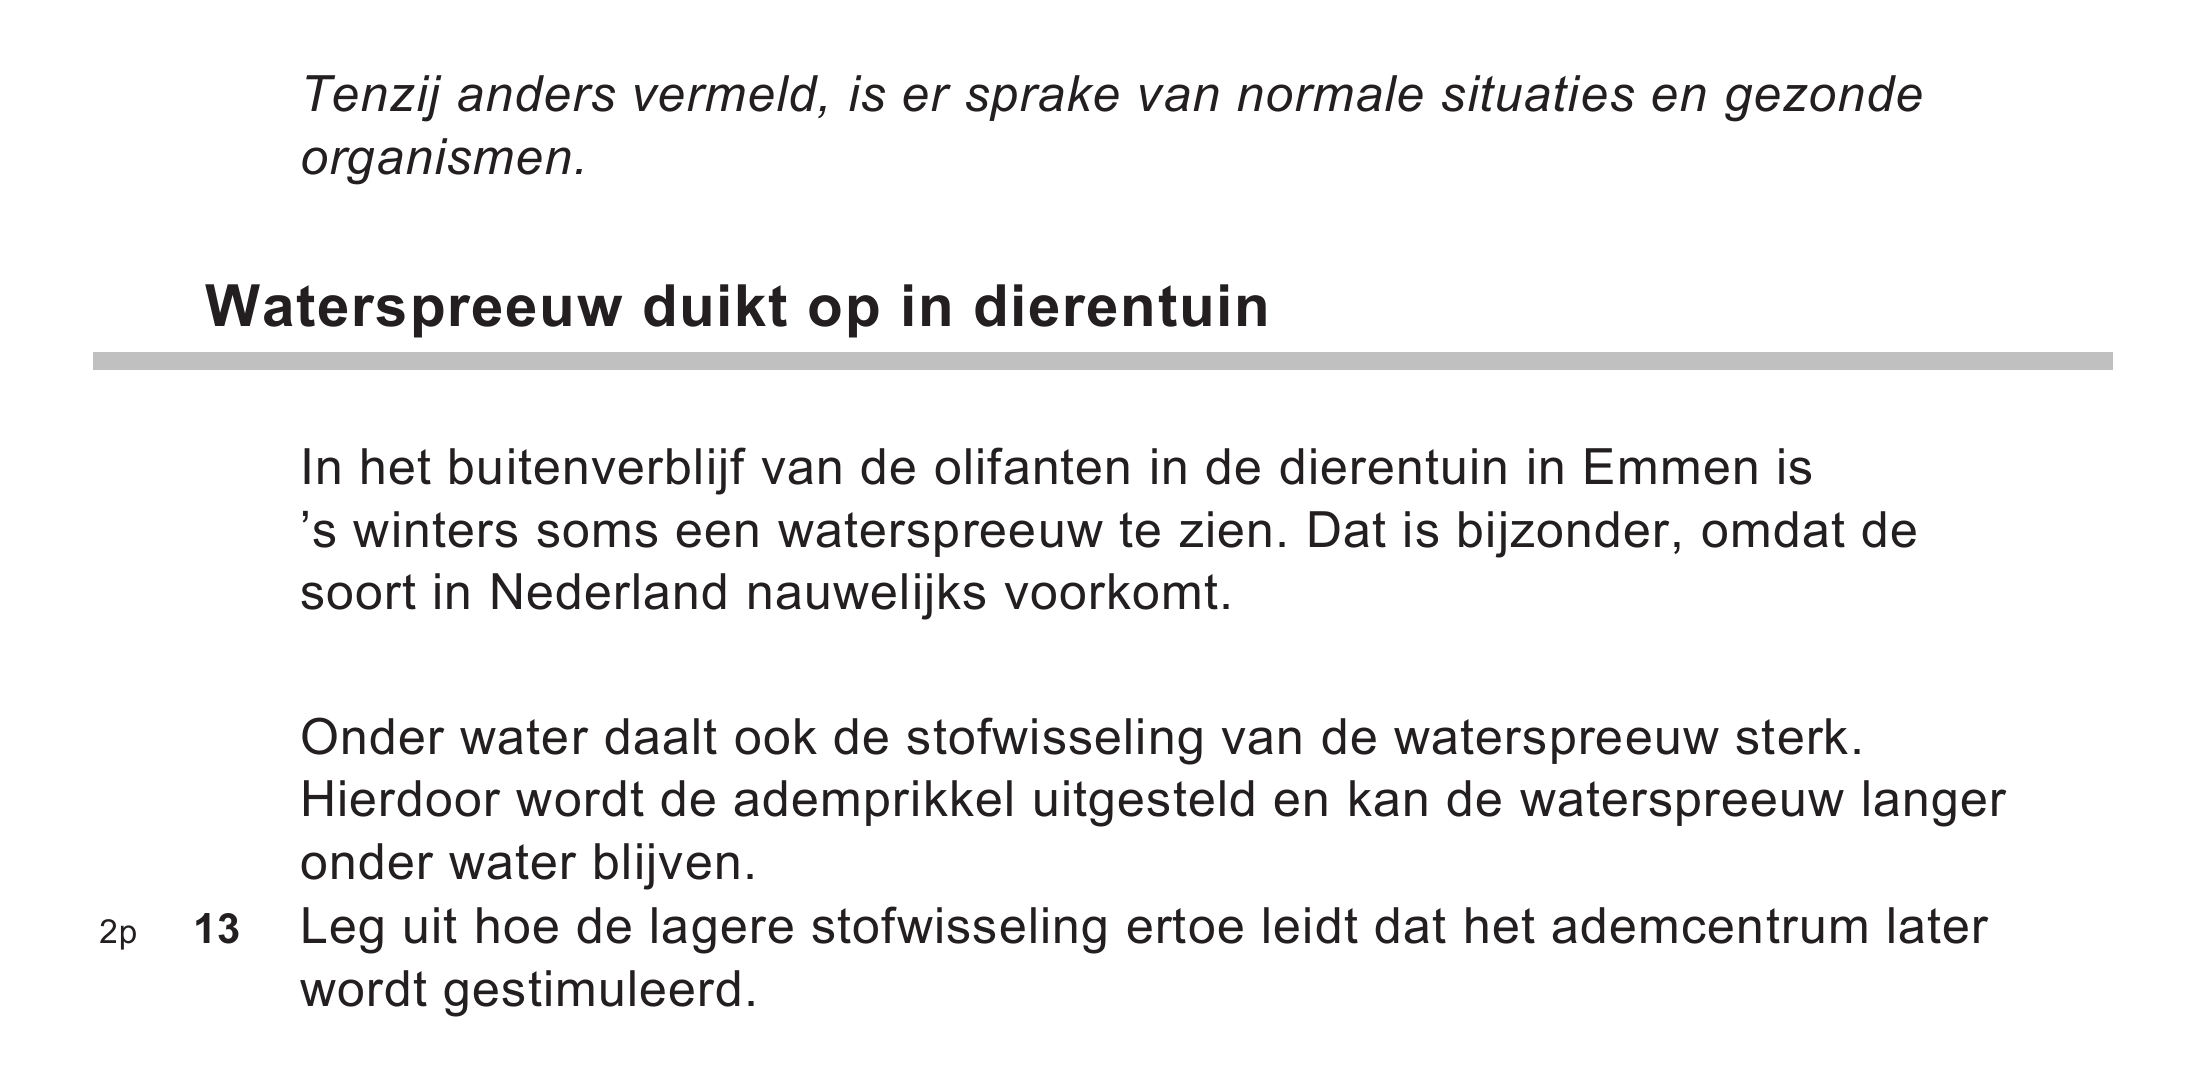 Tenzij anders vermeld, is er sprake van normale situaties en gezonde
organismen.
Waterspreeuw duikt op in dierentuin
In het buitenverblijf van de olifanten in de dierentuin in Emmen is
’s winters soms een waterspreeuw te zien. Dat is bijzonder, omdat de
soort in Nederland nauwelijks voorkomt.
Onder water daalt ook de stofwisseling van de waterspreeuw sterk.
Hierdoor wordt de ademprikkel uitgesteld en kan de waterspreeuw langer
onder water blijven.
2p 13 Leg uit hoe de lagere stofwisseling ertoe leidt dat het ademcentrum later
wordt gestimuleerd.